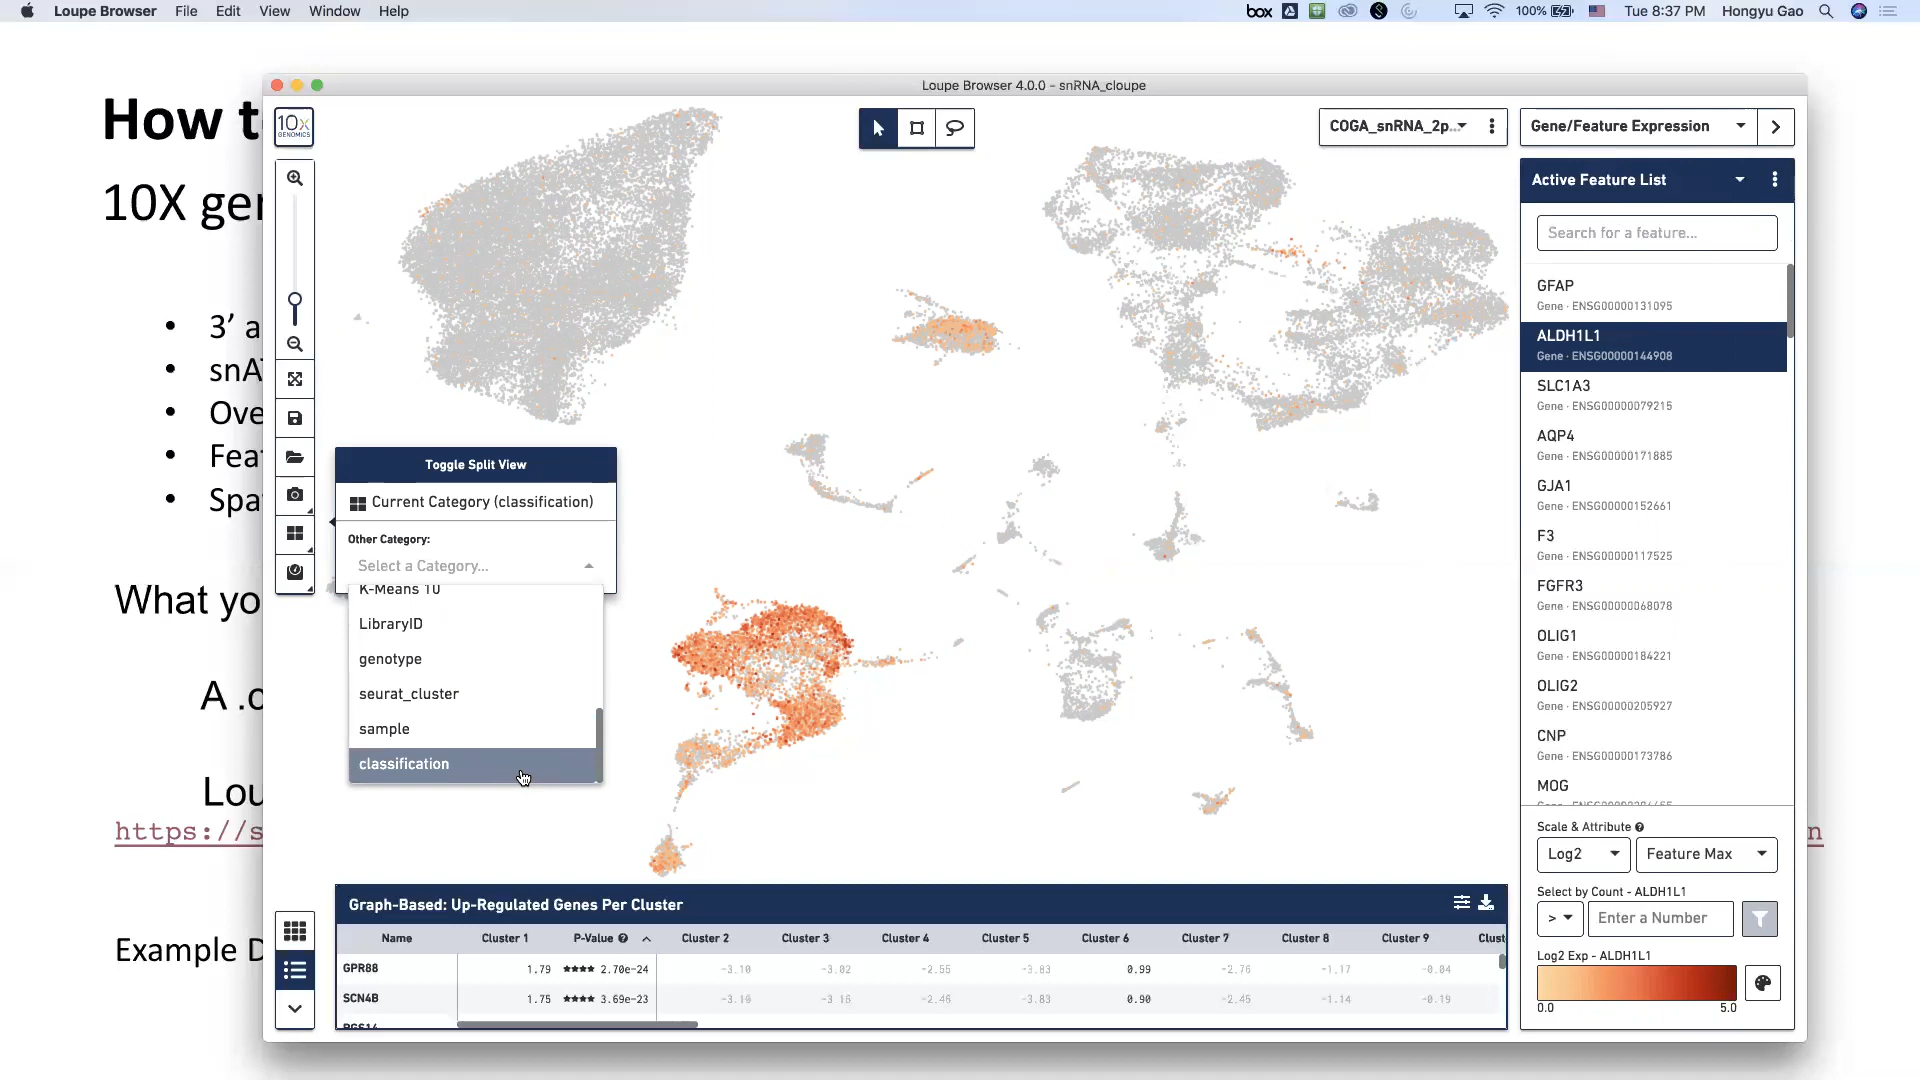 Loupe Browser File Edit View Window Help
box 100% Tue 8:37 PM Hongyu Gao
Loupe Browser 4.0.0 - snRNA_cloupe
How t
10X ger
3’ a
snA
Ove
Fea
Spa
What yo
A .c
Lou
https://s
n
Example D
10x
GENOMICS
COGA_snRNA_2p...
Gene/Feature Expression
Active Feature List
Search for a feature...
GFAP
Gene · ENSG00000131095
ALDH1L1
Gene · ENSG00000144908
SLC1A3
Gene · ENSG00000079215
AQP4
Gene · ENSG00000171885
GJA1
Gene · ENSG00000152661
F3
Gene · ENSG00000117525
FGFR3
Gene · ENSG00000068078
OLIG1
Gene · ENSG00000184221
OLIG2
Gene · ENSG00000205927
CNP
Gene · ENSG00000173786
MOG
Toggle Split View
Current Category (classification)
Other Category:
Select a Category...
K-Means 10
LibraryID
genotype
seurat_cluster
sample
classification
Scale & Attribute ?
Log2 Feature Max
Select by Count - ALDH1L1
> Enter a Number
Log2 Exp - ALDH1L1
0.0 5.0
Graph-Based: Up-Regulated Genes Per Cluster
Name Cluster 1 P-Value ? Cluster 2 Cluster 3 Cluster 4 Cluster 5 Cluster 6 Cluster 7 Cluster 8 Cluster 9 Clust
GPR88 1.79 ★★★★ 2.70e-24 -3.10 -3.02 -2.55 -3.83 0.99 -2.76 -1.17 -0.04
SCN4B 1.75 ★★★★ 3.69e-23 -3.10 -3.16 -2.46 -3.83 0.90 -2.45 -1.14 -0.19
RGS14